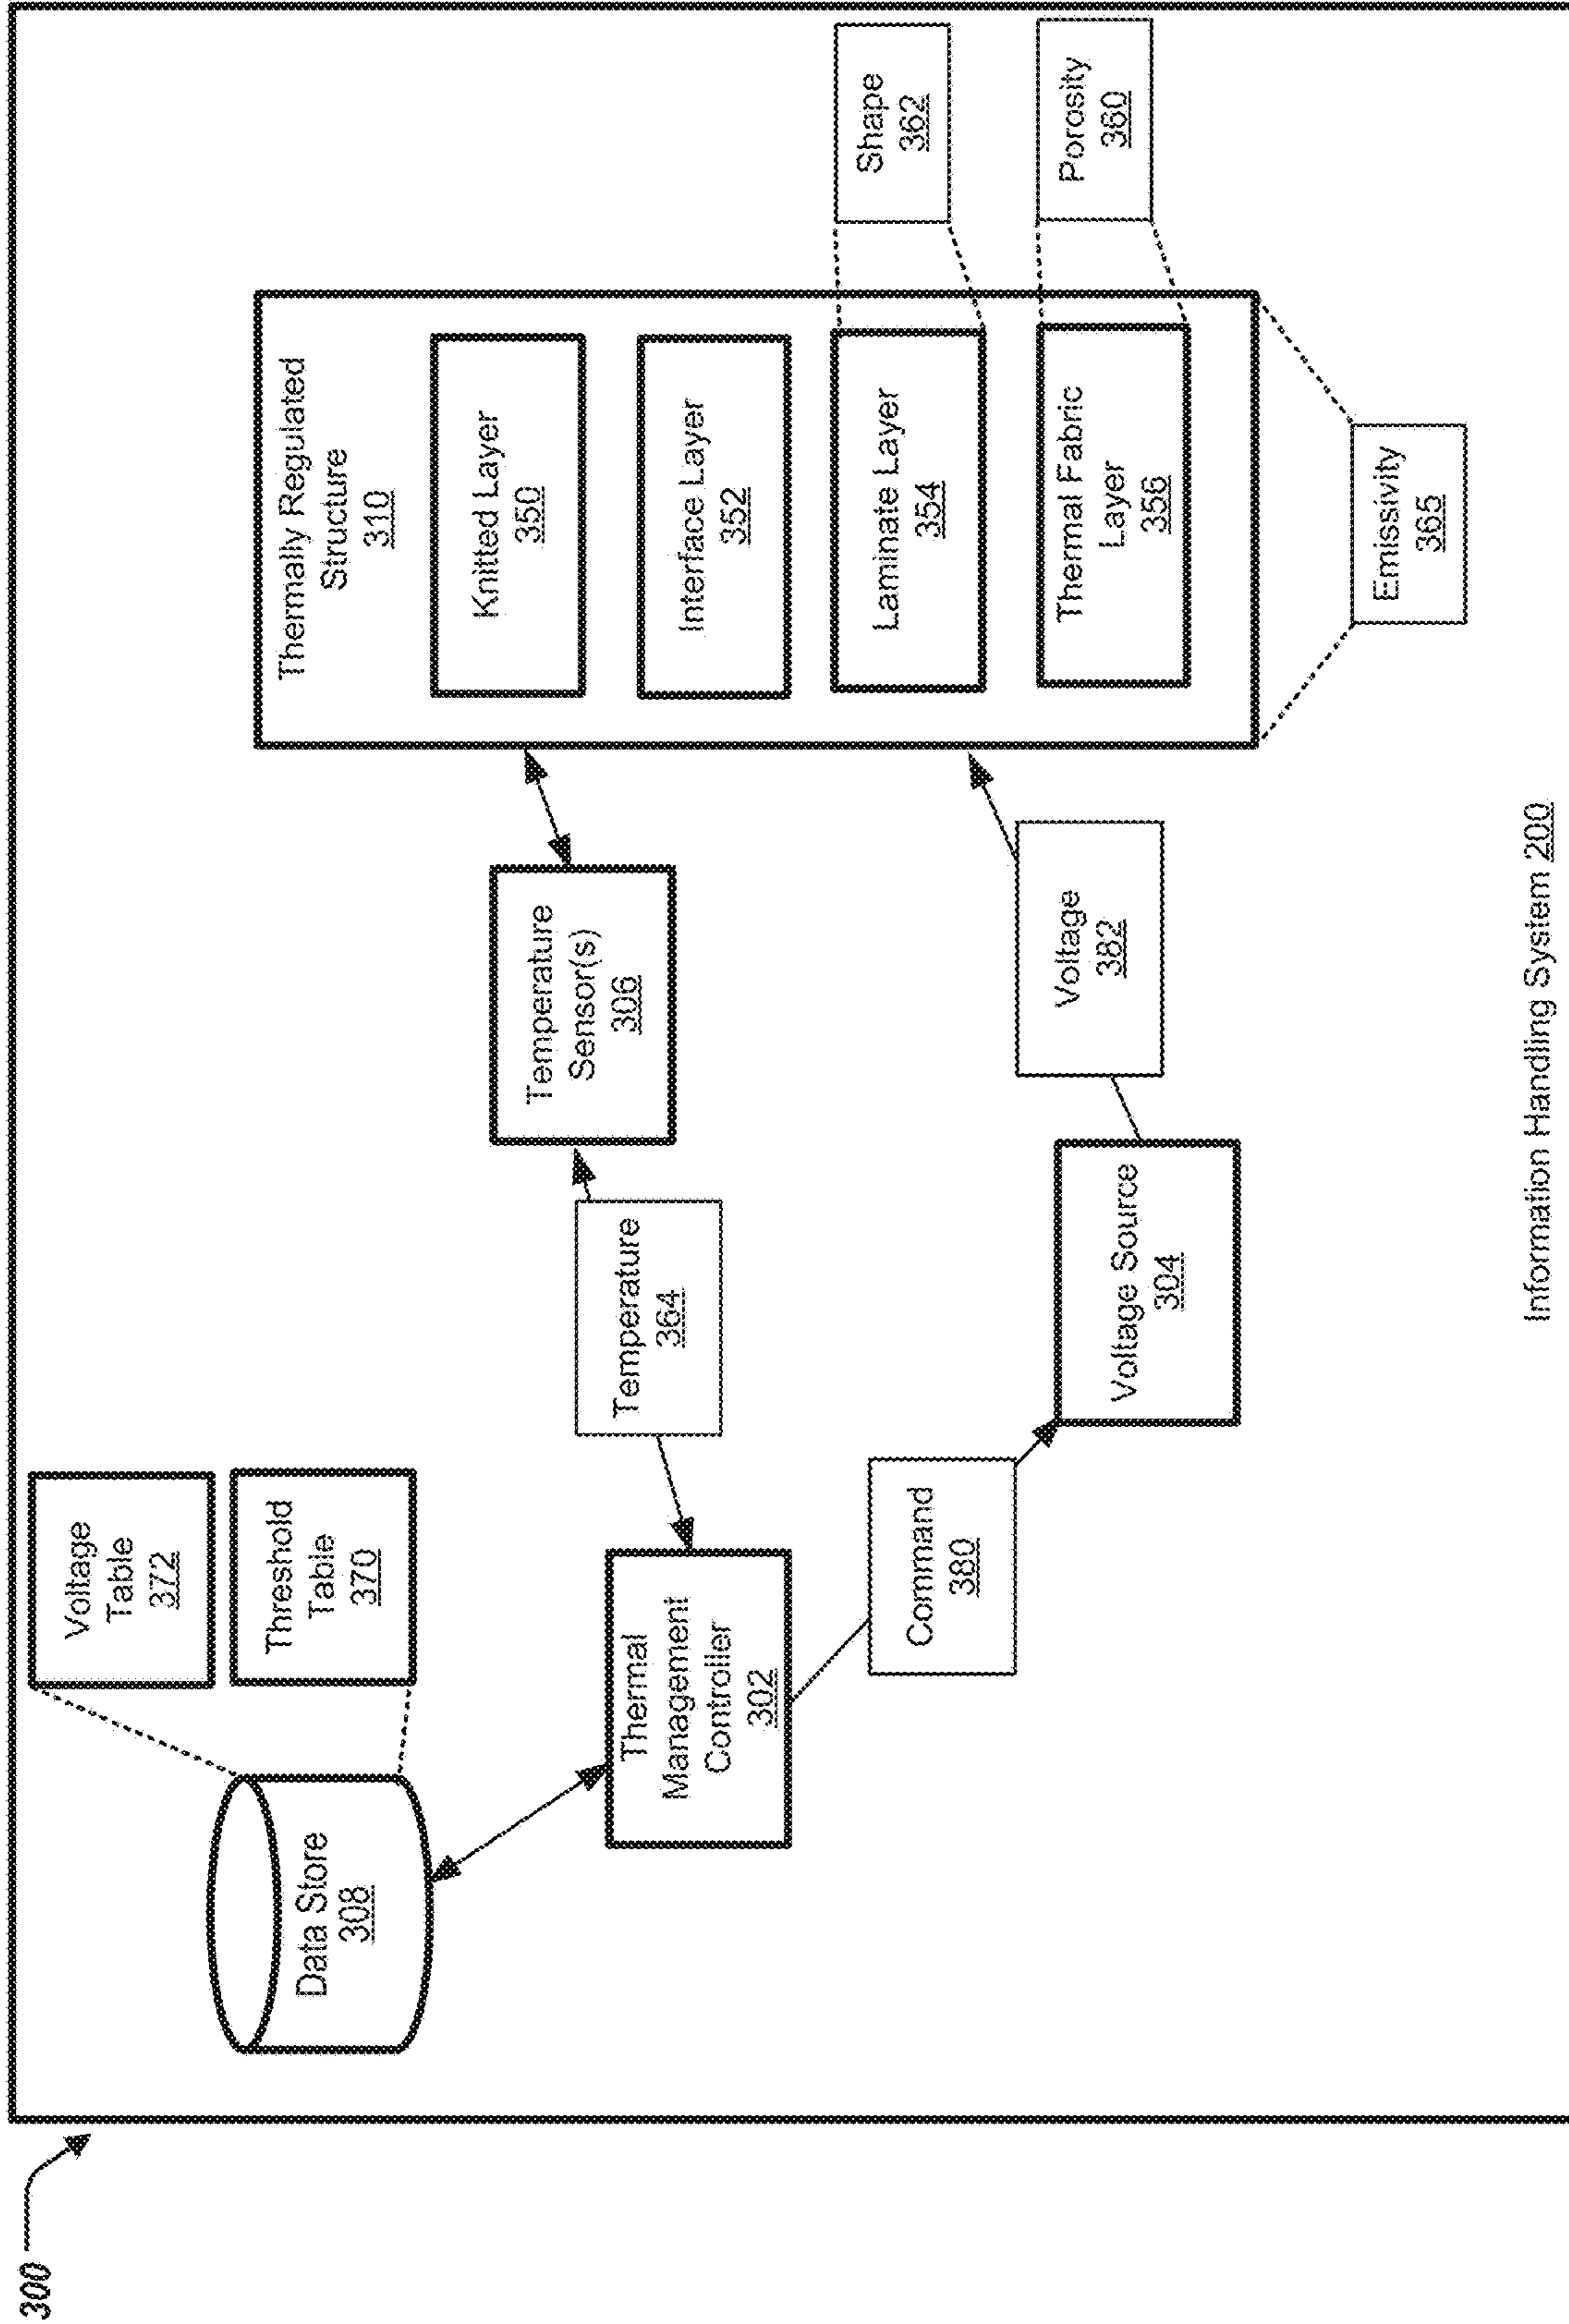 300
Voltage
Table
372
Threshold
Table
370
Data Store
308
Thermal
Management
Controller
302
Temperature
364
Temperature
Sensor(s)
306
Command
380
Voltage Source
304
Voltage
382
Thermally Regulated
Structure
310
Knitted Layer
350
Interface Layer
352
Laminate Layer
354
Thermal Fabric
Layer
356
Shape
362
Porosity
360
Emissivity
365
Information Handling System 200